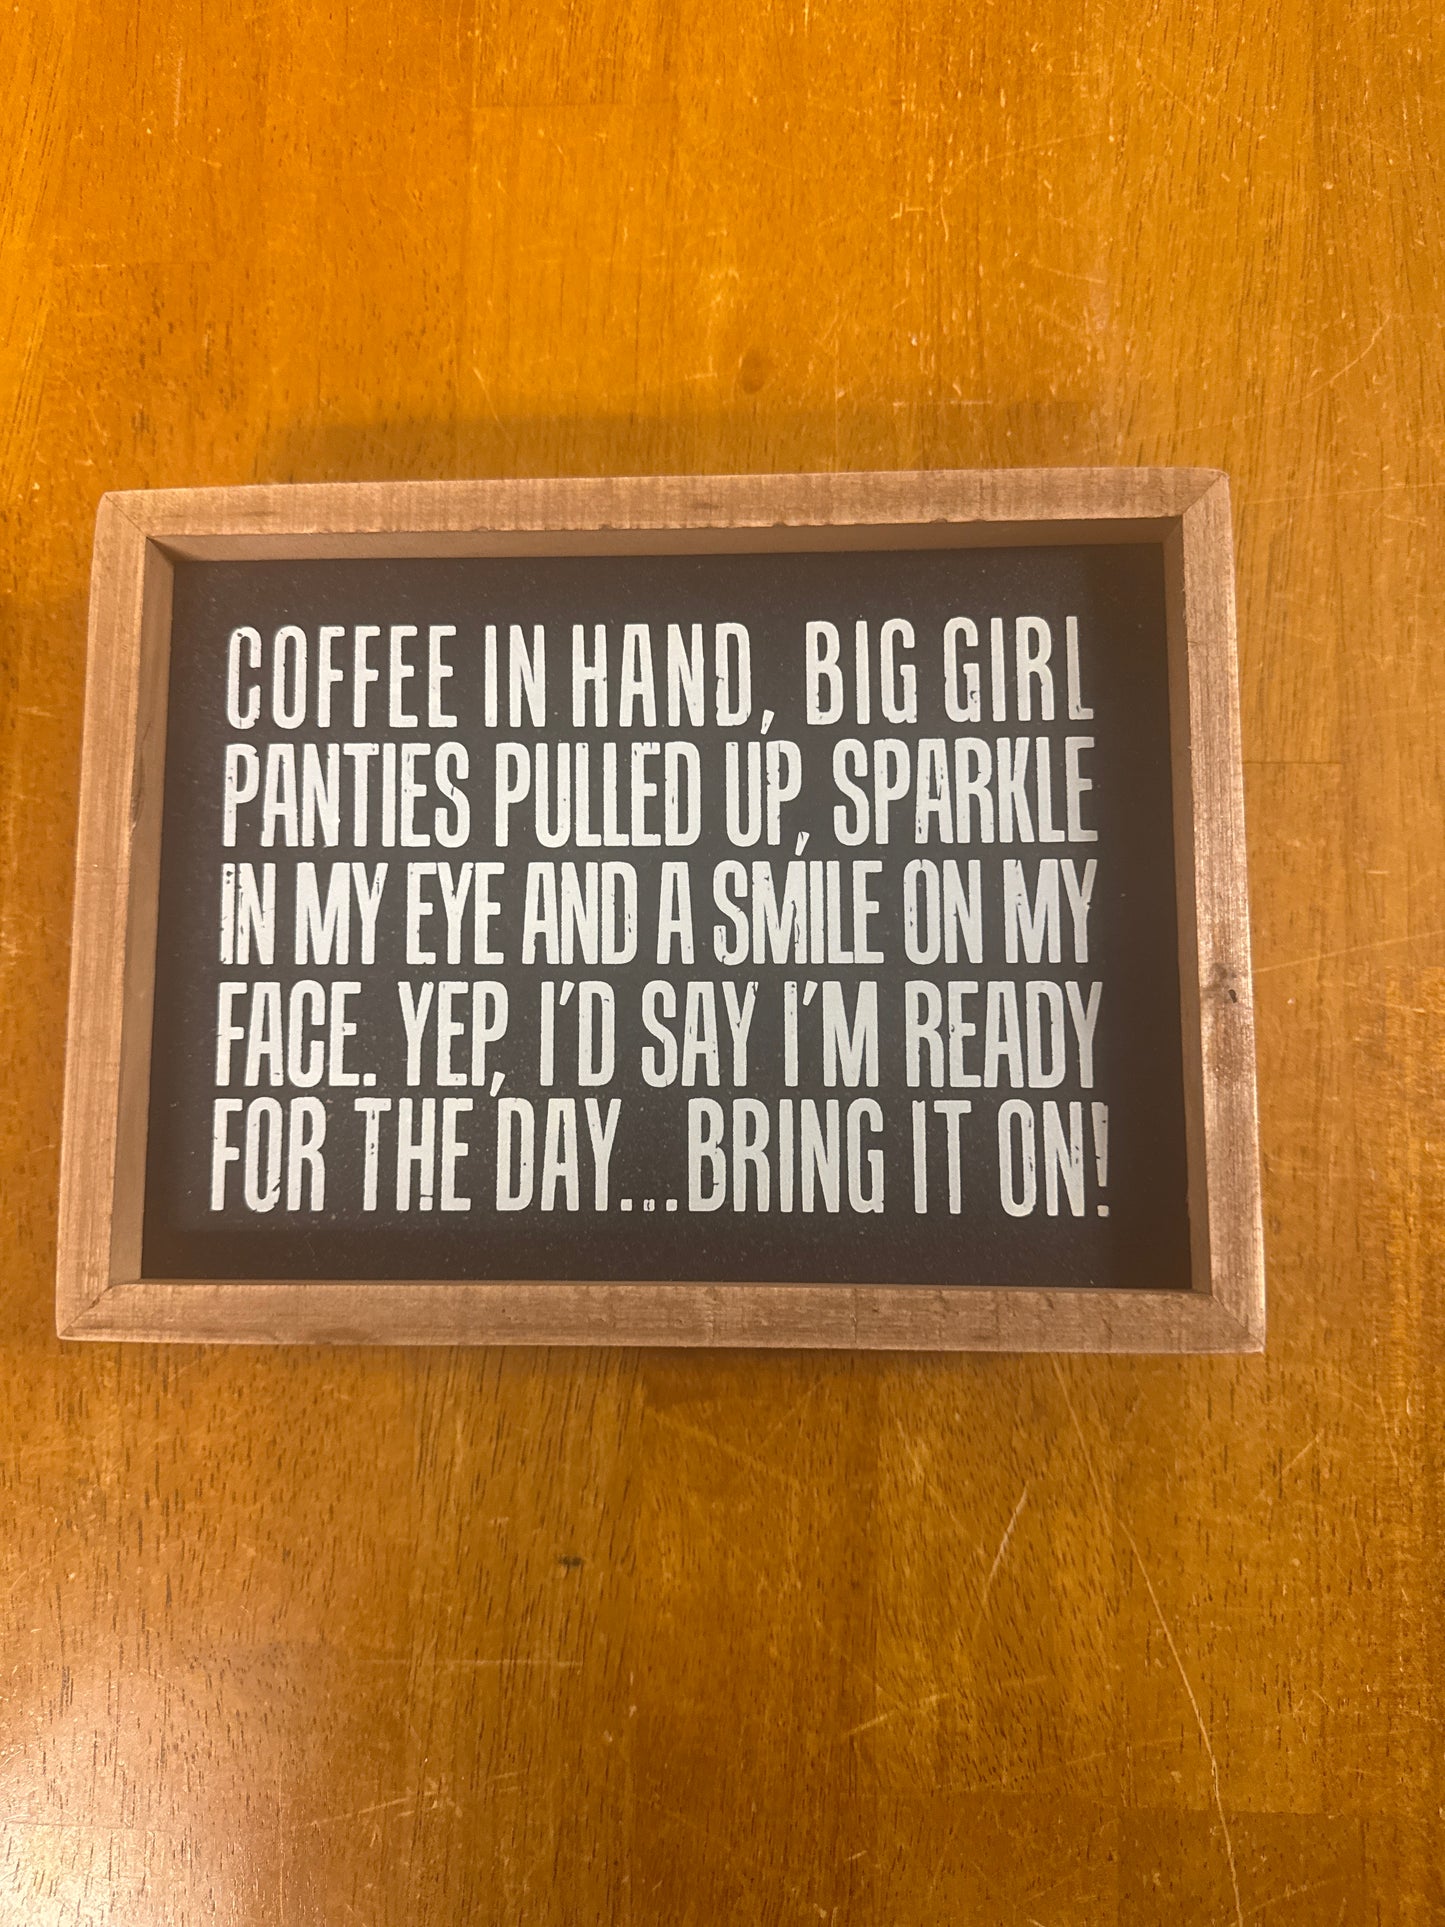 COFFEE IN HAND, BIG GIRL
PANTIES PULLED UP, SPARKLE
IN MY EYE AND A SMILE ON MY
FACE. YEP, I'D SAY I'M READY
FOR THE DAY...BRING IT ON!